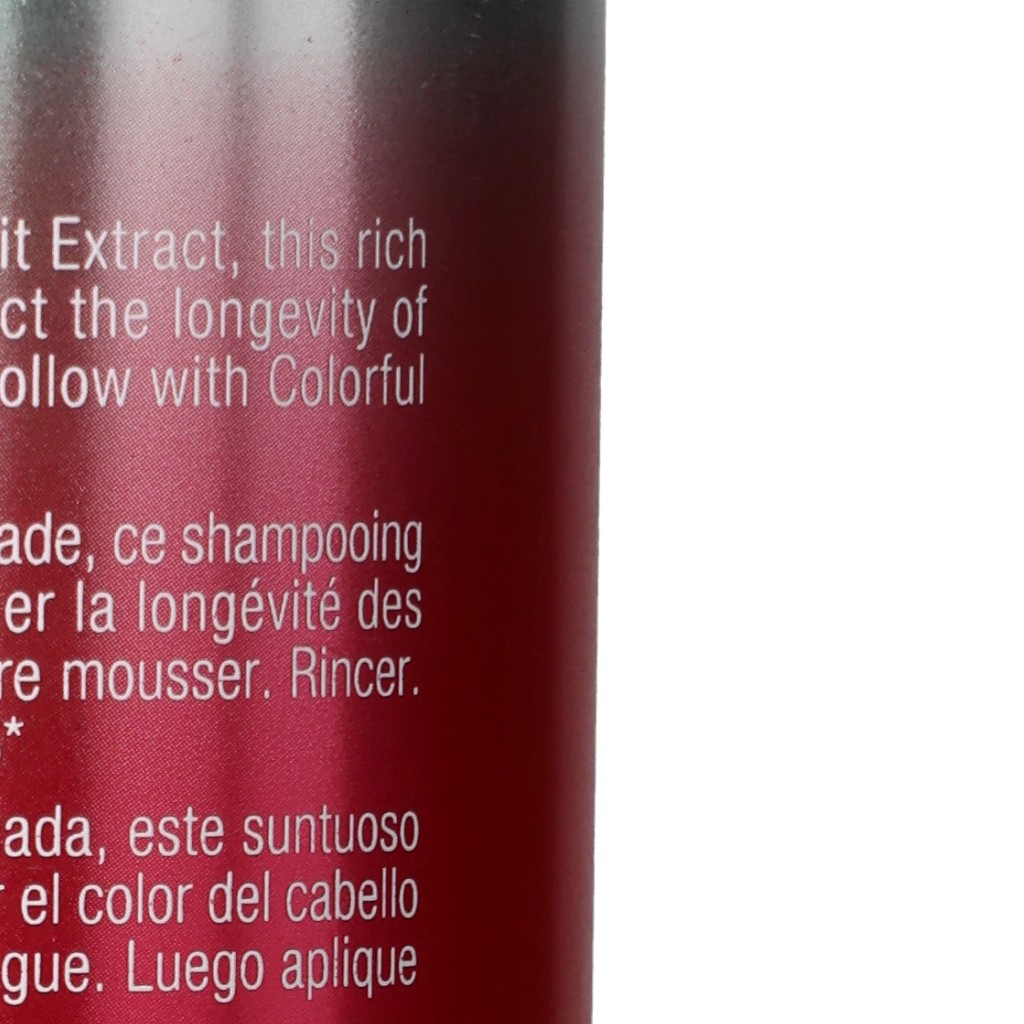 it Extract, this rich
ct the longevity of
ollow with Colorful
ade, ce shampooing
er la longévité des
re mousser. Rincer.
*
ada, este suntuoso
r el color del cabello
gue. Luego aplique